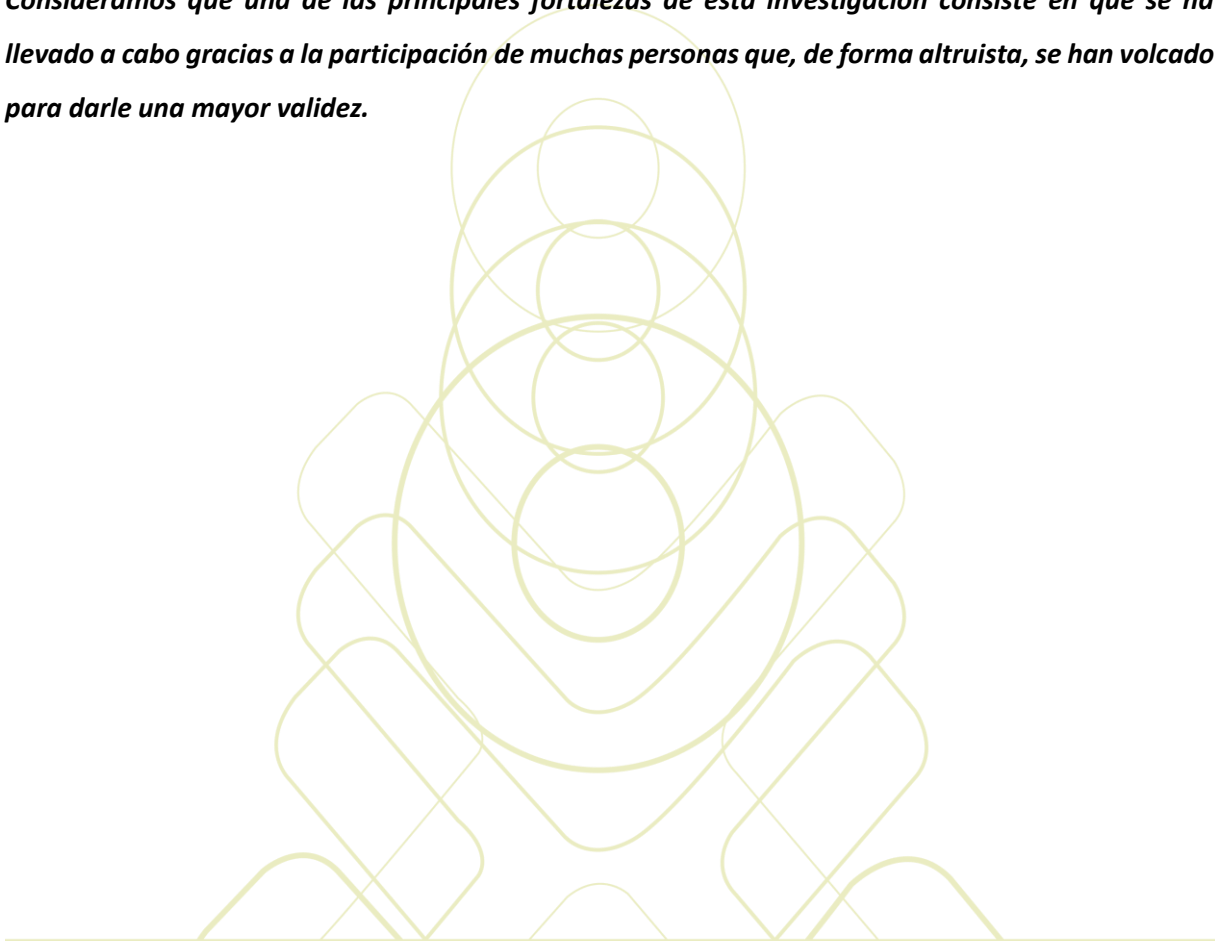 Consideramos que una de las principales fortalezas de esta investigación consiste en que se ha
llevado a cabo gracias a la participación de muchas personas que, de forma altruista, se han volcado
para darle una mayor validez.